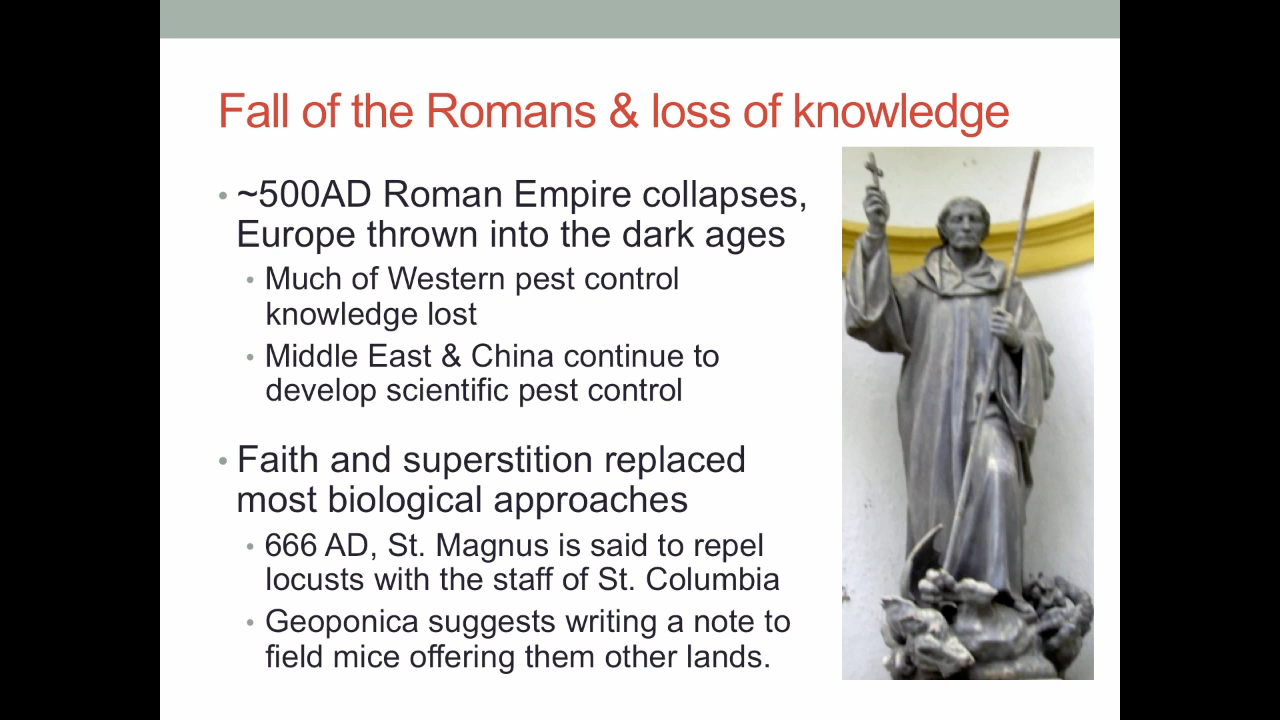 Fall of the Romans & loss of knowledge
• ~500AD Roman Empire collapses,
Europe thrown into the dark ages
• Much of Western pest control
knowledge lost
• Middle East & China continue to
develop scientific pest control
• Faith and superstition replaced
most biological approaches
• 666 AD, St. Magnus is said to repel
locusts with the staff of St. Columbia
• Geoponica suggests writing a note to
field mice offering them other lands.